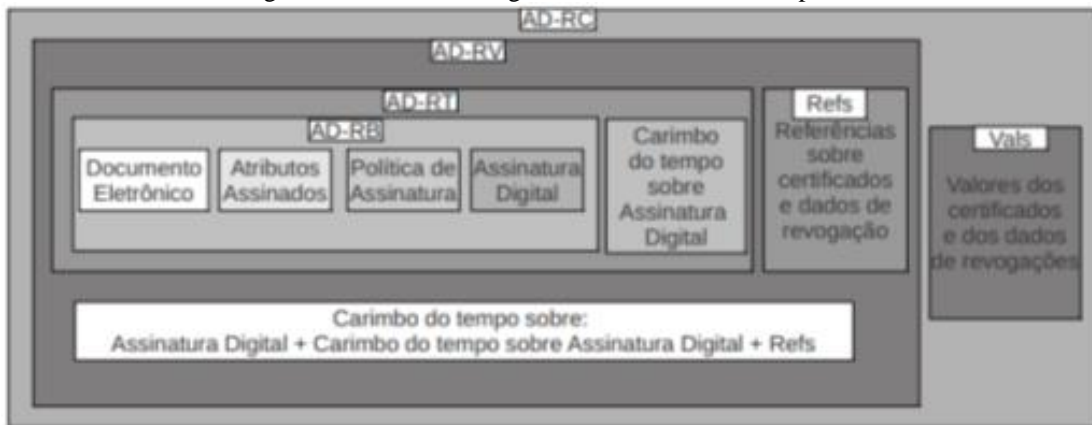 AD-RC
AD-RV
AD-RT
AD-RB
Documento
Eletrônico
Atributos
Assinados
Política de
Assinatura
Assinatura
Digital
Carimbo
do tempo
sobre
Assinatura
Digital
Refs
Referências
sobre
certificados
e dados de
revogação
Vals
Valores dos
certificados
e dos dados
de revogações
Carimbo do tempo sobre:
Assinatura Digital + Carimbo do tempo sobre Assinatura Digital + Refs